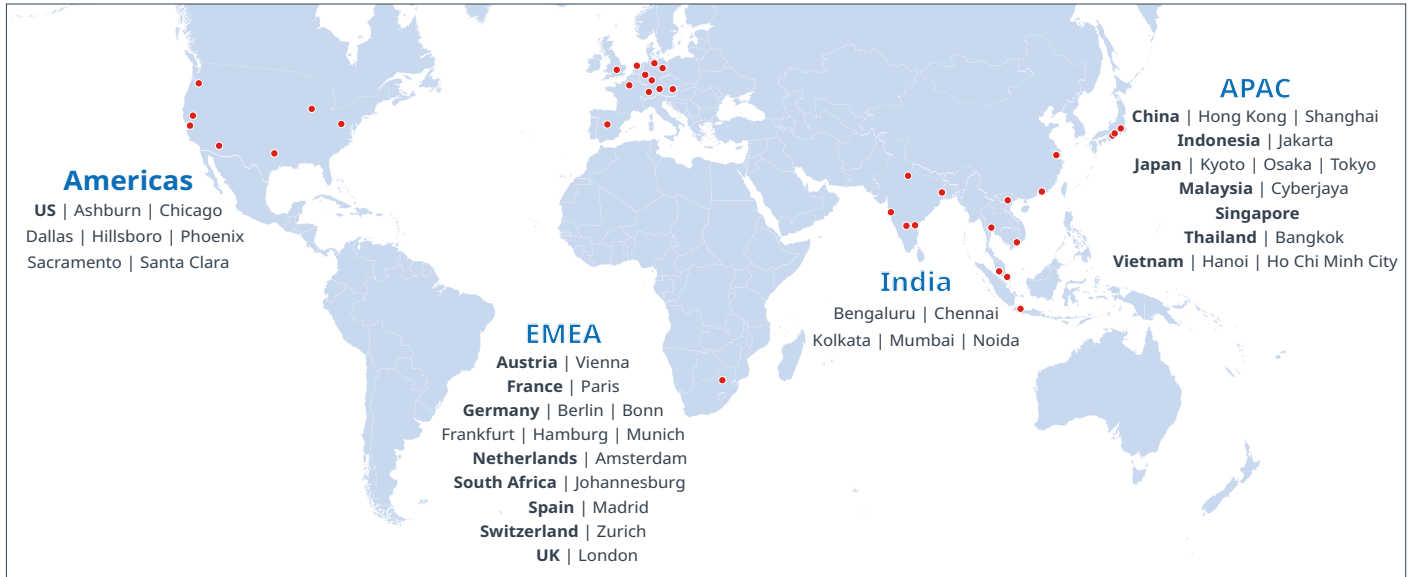 Americas
US | Ashburn | Chicago
Dallas | Hillsboro | Phoenix
Sacramento | Santa Clara
EMEA
Austria | Vienna
France | Paris
Germany | Berlin | Bonn
Frankfurt | Hamburg | Munich
Netherlands | Amsterdam
South Africa | Johannesburg
Spain | Madrid
Switzerland | Zurich
UK | London
India
Bengaluru | Chennai
Kolkata | Mumbai | Noida
APAC
China | Hong Kong | Shanghai
Indonesia | Jakarta
Japan | Kyoto | Osaka | Tokyo
Malaysia | Cyberjaya
Singapore
Thailand | Bangkok
Vietnam | Hanoi | Ho Chi Minh City